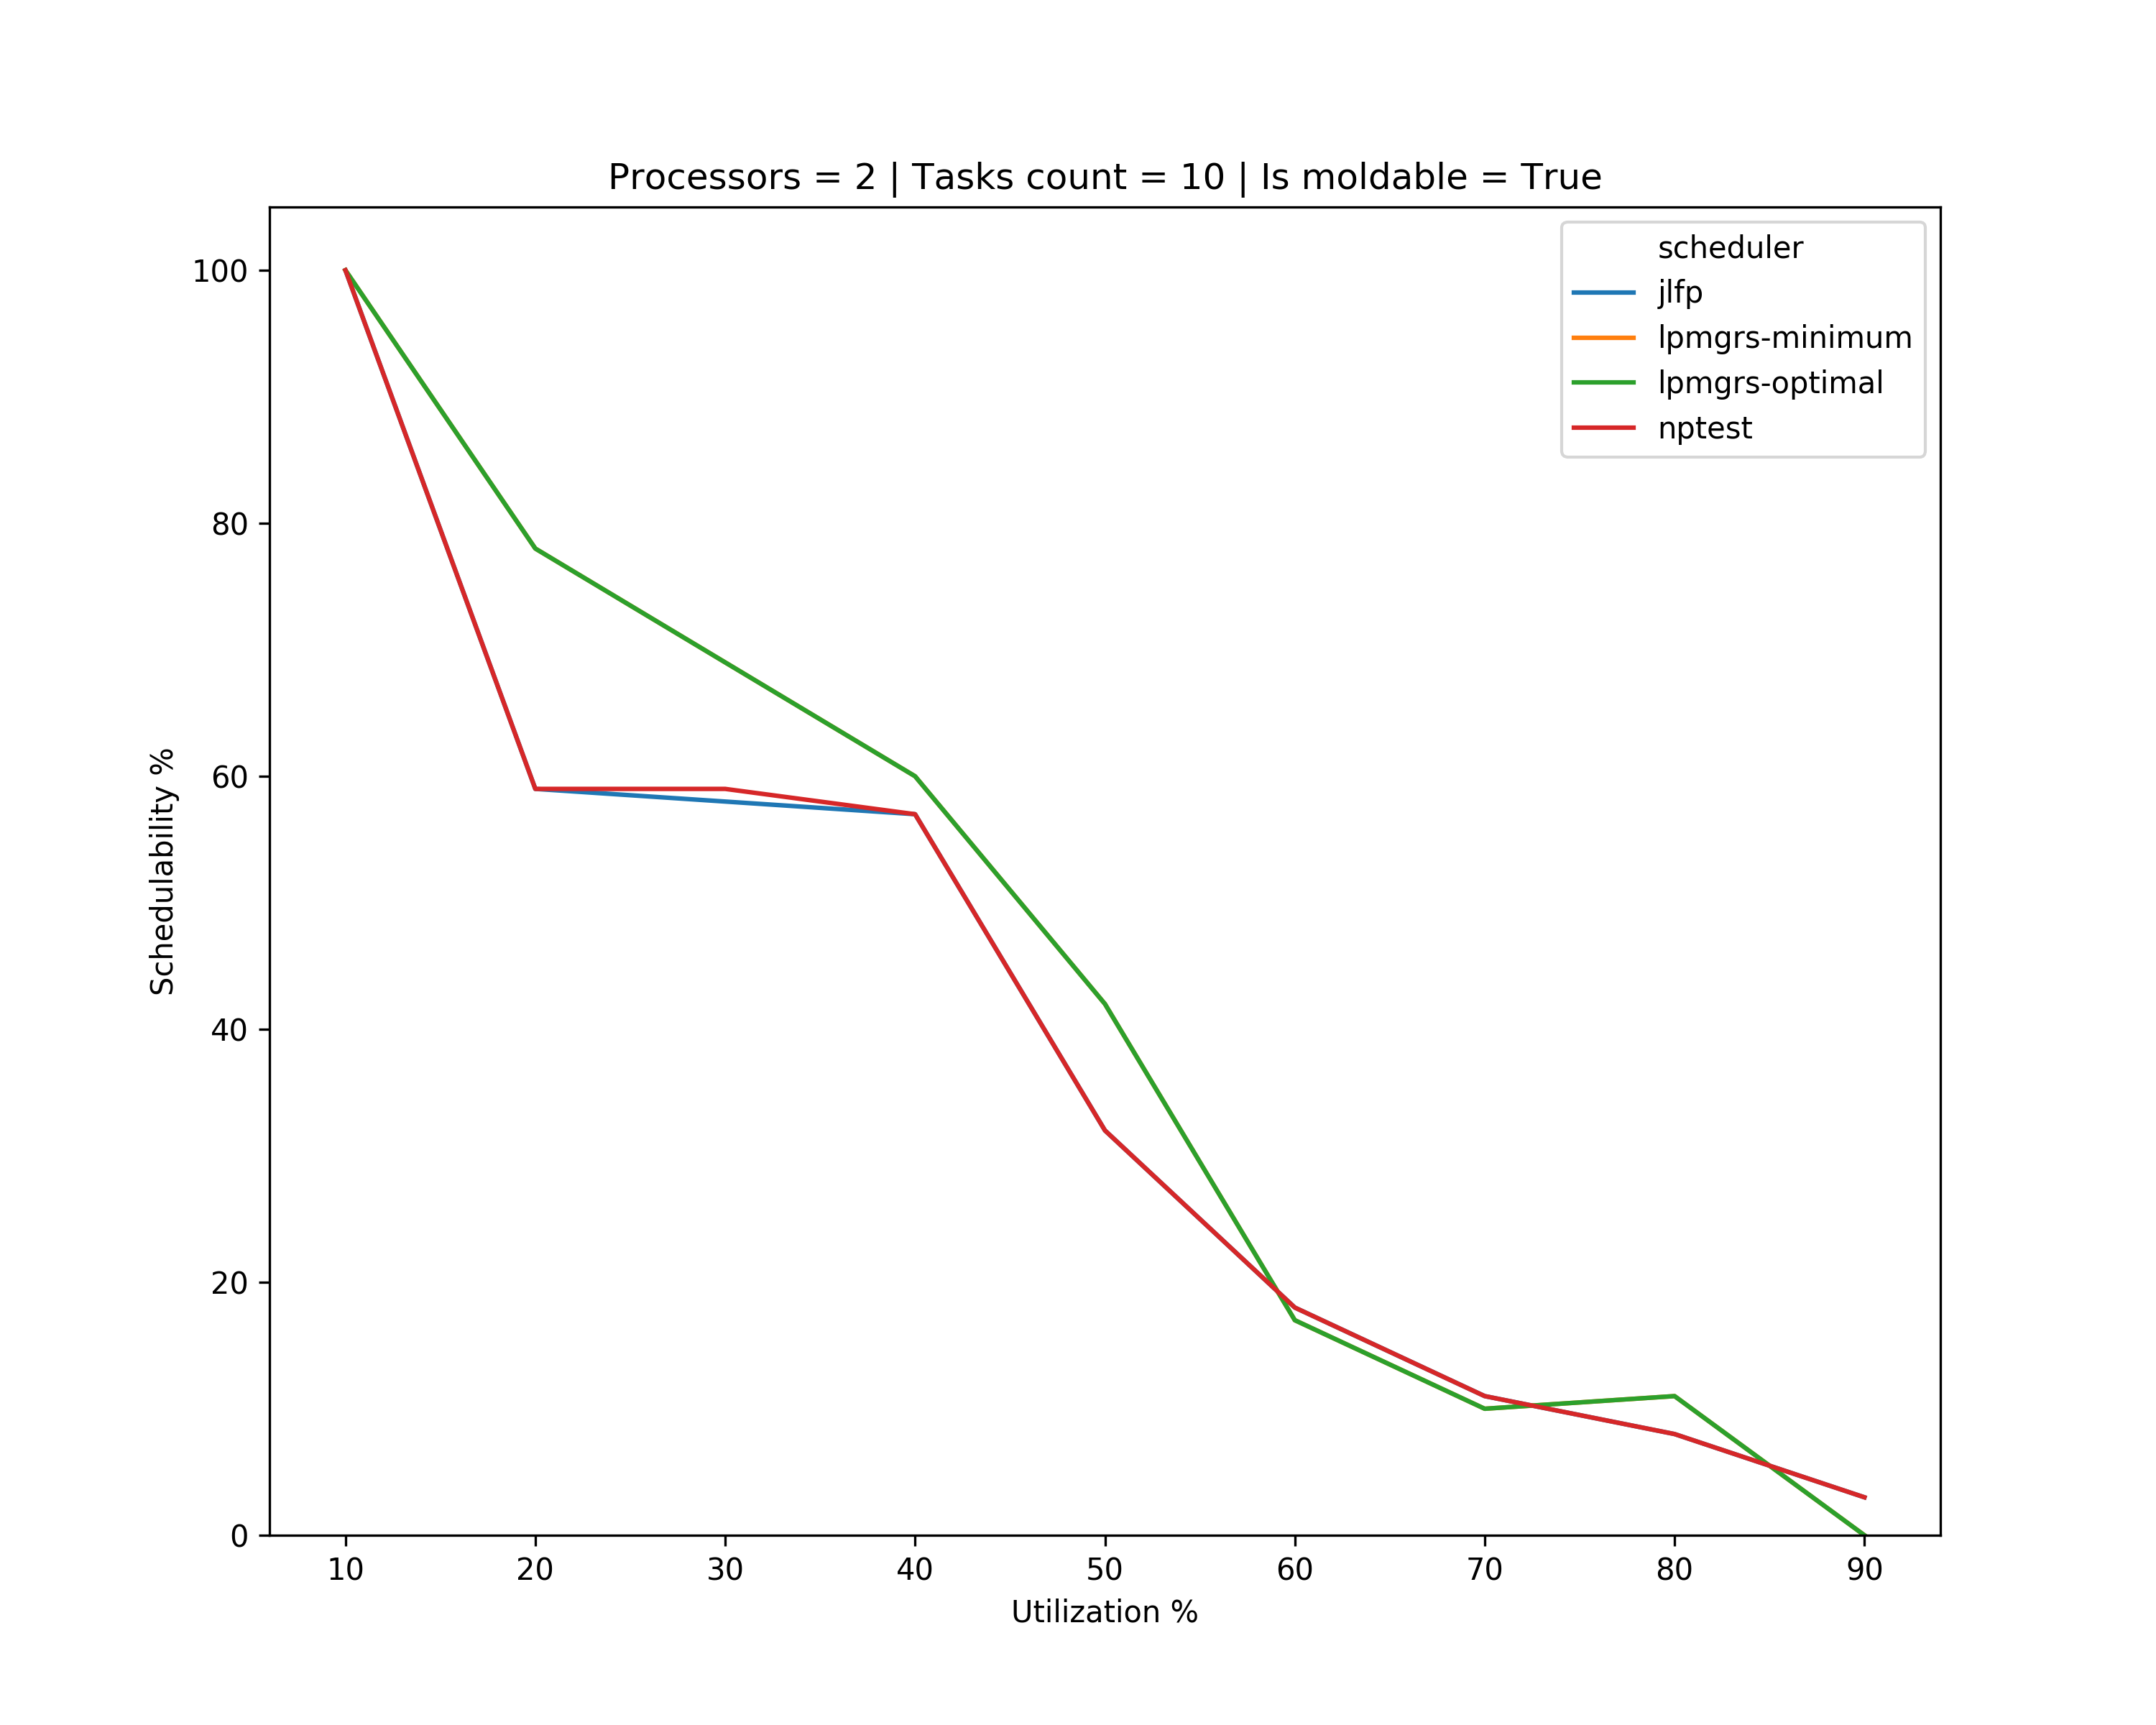 Processors = 2 | Tasks count = 10 | Is moldable = True
scheduler
jlfp
lpmgrs-minimum
lpmgrs-optimal
nptest
Schedulability %
100
80
60
40
20
0
10 20 30 40 50 60 70 80 90
Utilization %